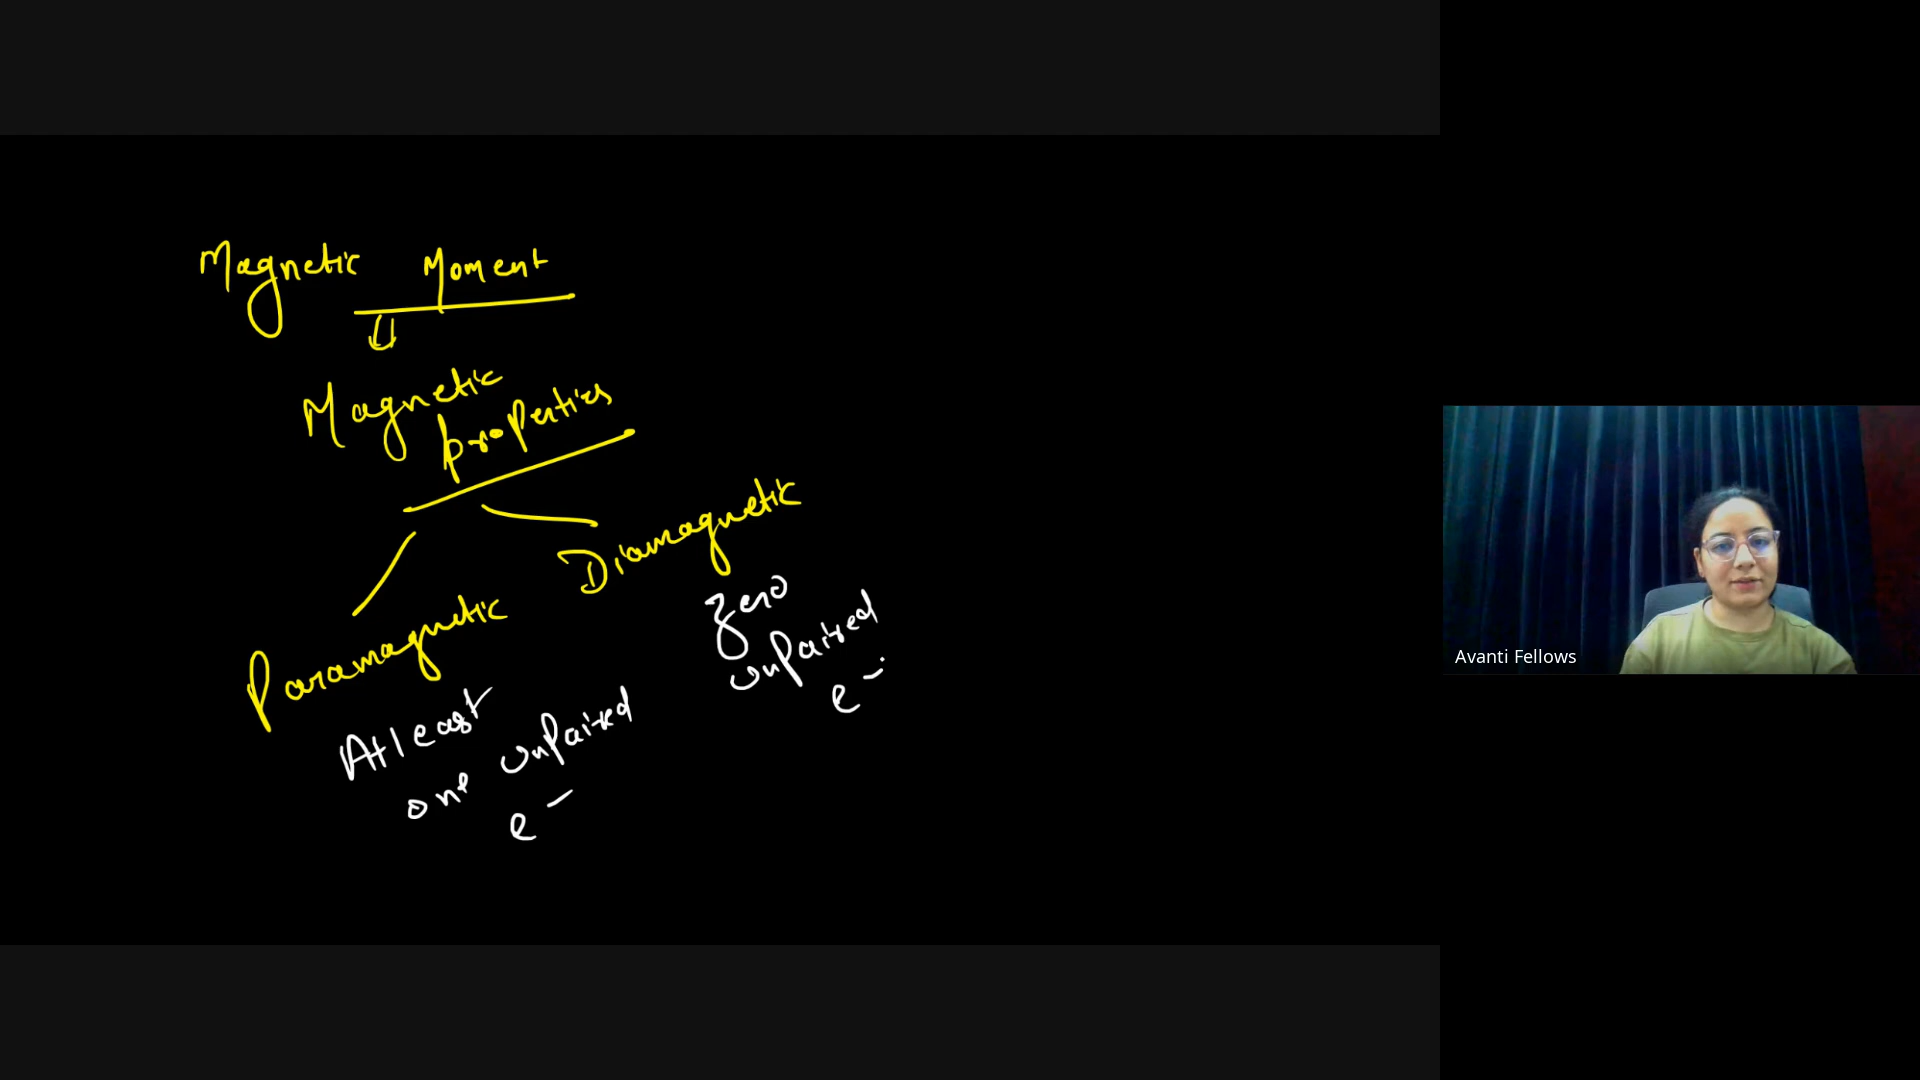 Magnetic Moment
Magnetic
properties
Diamagnetic
zero
unpaired
e-
Paramagnetic
Atleast
one unpaired
e-
Avanti Fellows